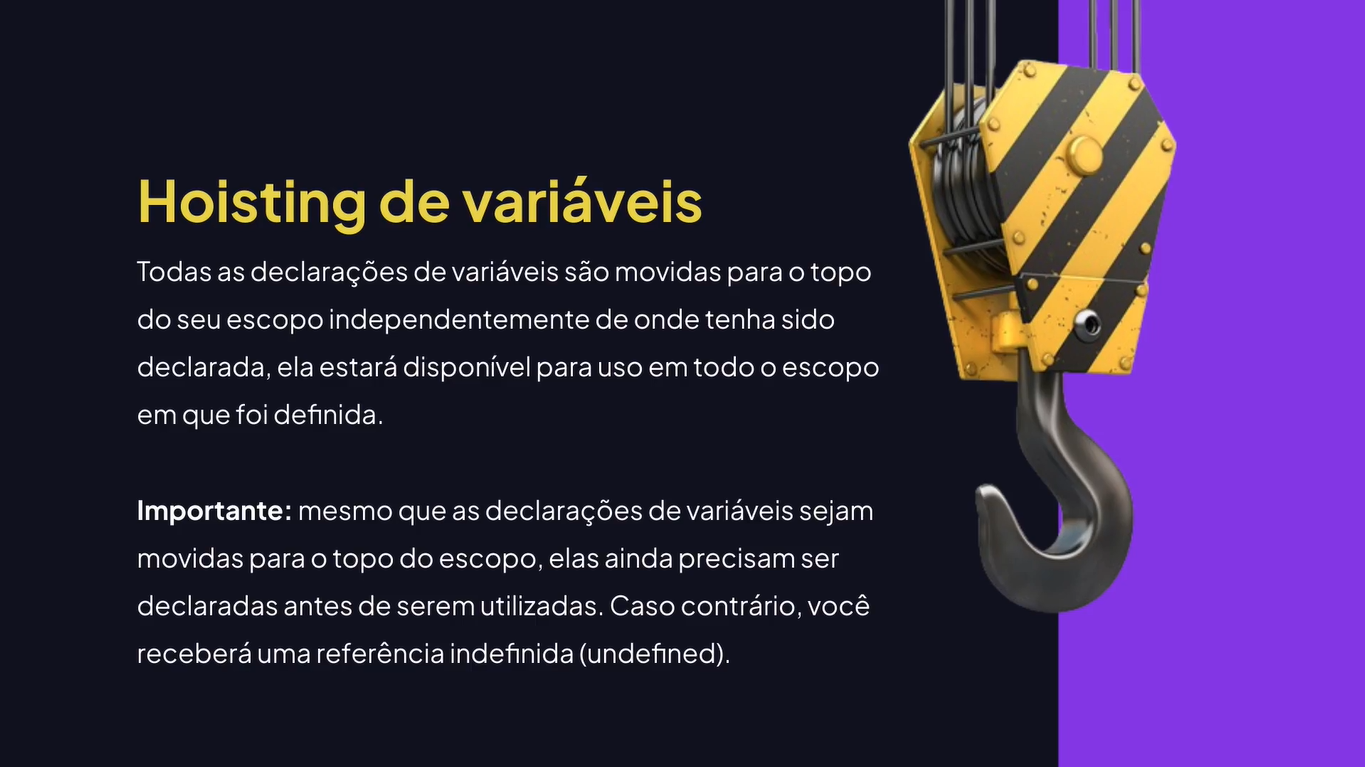 Hoisting de variáveis
Todas as declarações de variáveis são movidas para o topo
do seu escopo independentemente de onde tenha sido
declarada, ela estará disponível para uso em todo o escopo
em que foi definida.
Importante: mesmo que as declarações de variáveis sejam
movidas para o topo do escopo, elas ainda precisam ser
declaradas antes de serem utilizadas. Caso contrário, você
receberá uma referência indefinida (undefined).